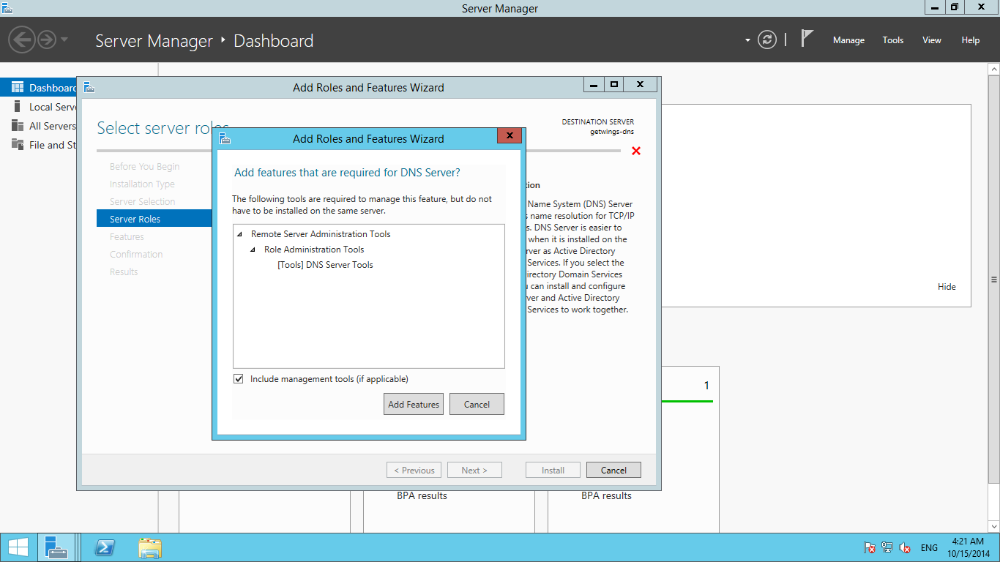 Server Manager
Server Manager ‣ Dashboard
Manage Tools View Help
Dashboard
Local Serve
All Servers
File and St
Add Roles and Features Wizard
Select server roles
DESTINATION SERVER
getwings-dns
Before You Begin
Installation Type
Server Selection
Server Roles
Features
Confirmation
Results
Add Roles and Features Wizard
Add features that are required for DNS Server?
The following tools are required to manage this feature, but do not
have to be installed on the same server.
Remote Server Administration Tools
Role Administration Tools
[Tools] DNS Server Tools
Include management tools (if applicable)
Add Features Cancel
tion
Name System (DNS) Server
s name resolution for TCP/IP
s. DNS Server is easier to
when it is installed on the
rver as Active Directory
Services. If you select the
irectory Domain Services
u can install and configure
rver and Active Directory
Services to work together.
Hide
1
< Previous Next > Install Cancel
BPA results BPA results
ENG
4:21 AM
10/15/2014